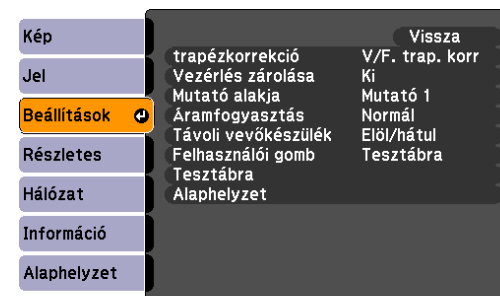 Kép
Jel
Beállítások
Részletes
Hálózat
Információ
Alaphelyzet
Vissza
trapézkorrekció V/F. trap. korr
Vezérlés zárolása Ki
Mutató alakja Mutató 1
Áramfogyasztás Normál
Távoli vevőkészülék Elöl/hátul
Felhasználói gomb Tesztábra
Tesztábra
Alaphelyzet